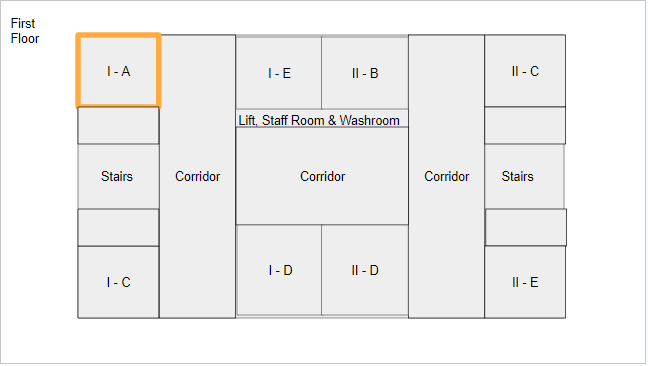 First
Floor
I - A
I - E
II - B
II - C
Lift, Staff Room & Washroom
Stairs
Corridor
Corridor
Corridor
Stairs
I - C
I - D
II - D
II - E